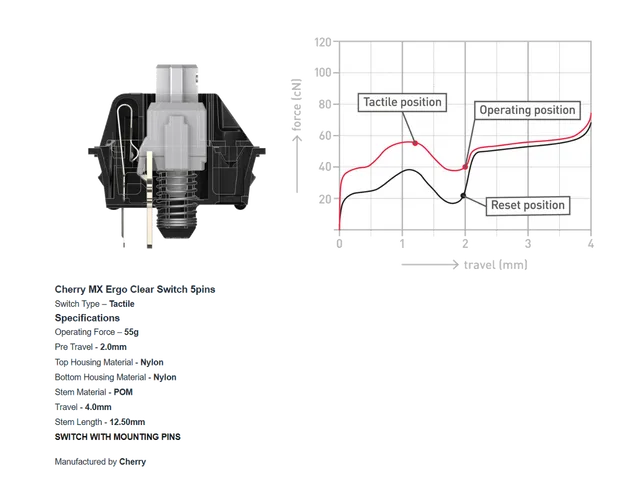 120
100
80
60
40
20
0
1
2
3
4
force (cN)
travel (mm)
Tactile position
Operating position
Reset position
Cherry MX Ergo Clear Switch 5pins
Switch Type – Tactile
Specifications
Operating Force – 55g
Pre Travel - 2.0mm
Top Housing Material - Nylon
Bottom Housing Material - Nylon
Stem Material - POM
Travel - 4.0mm
Stem Length - 12.50mm
SWITCH WITH MOUNTING PINS
Manufactured by Cherry